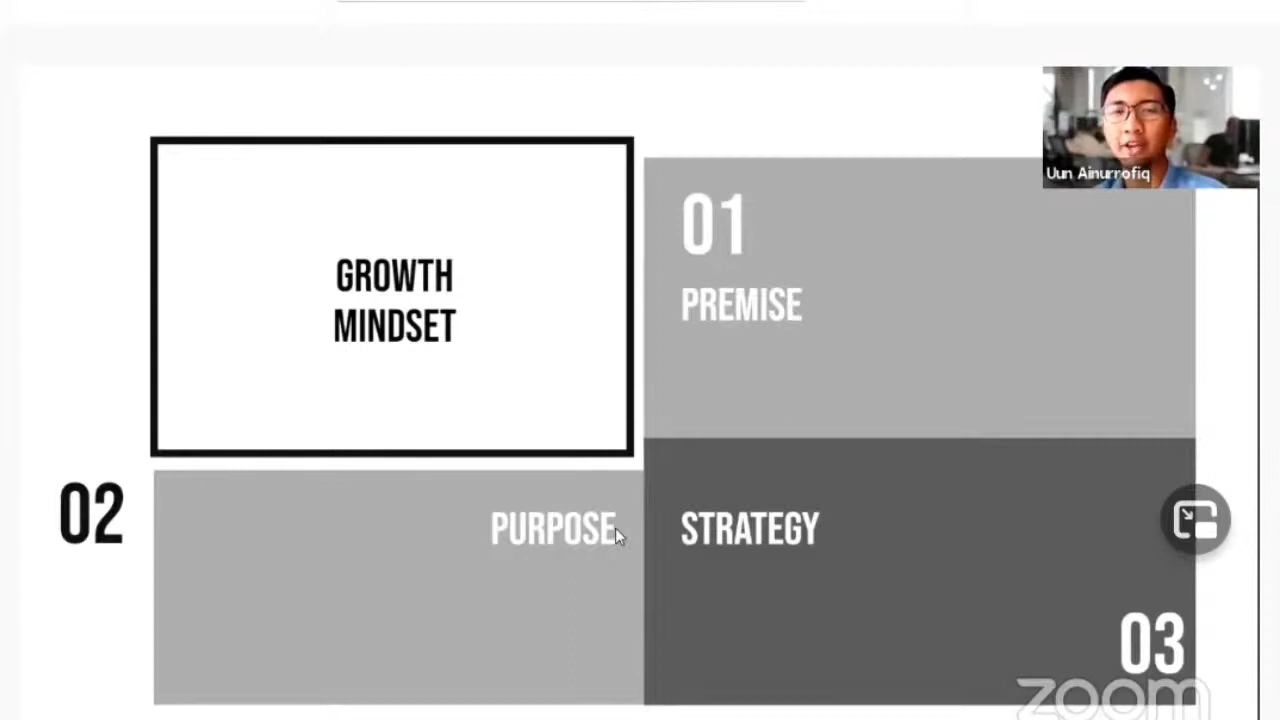 Uun Ainurrofiq
GROWTH
MINDSET
01
PREMISE
02
PURPOSE
STRATEGY
03
zoom